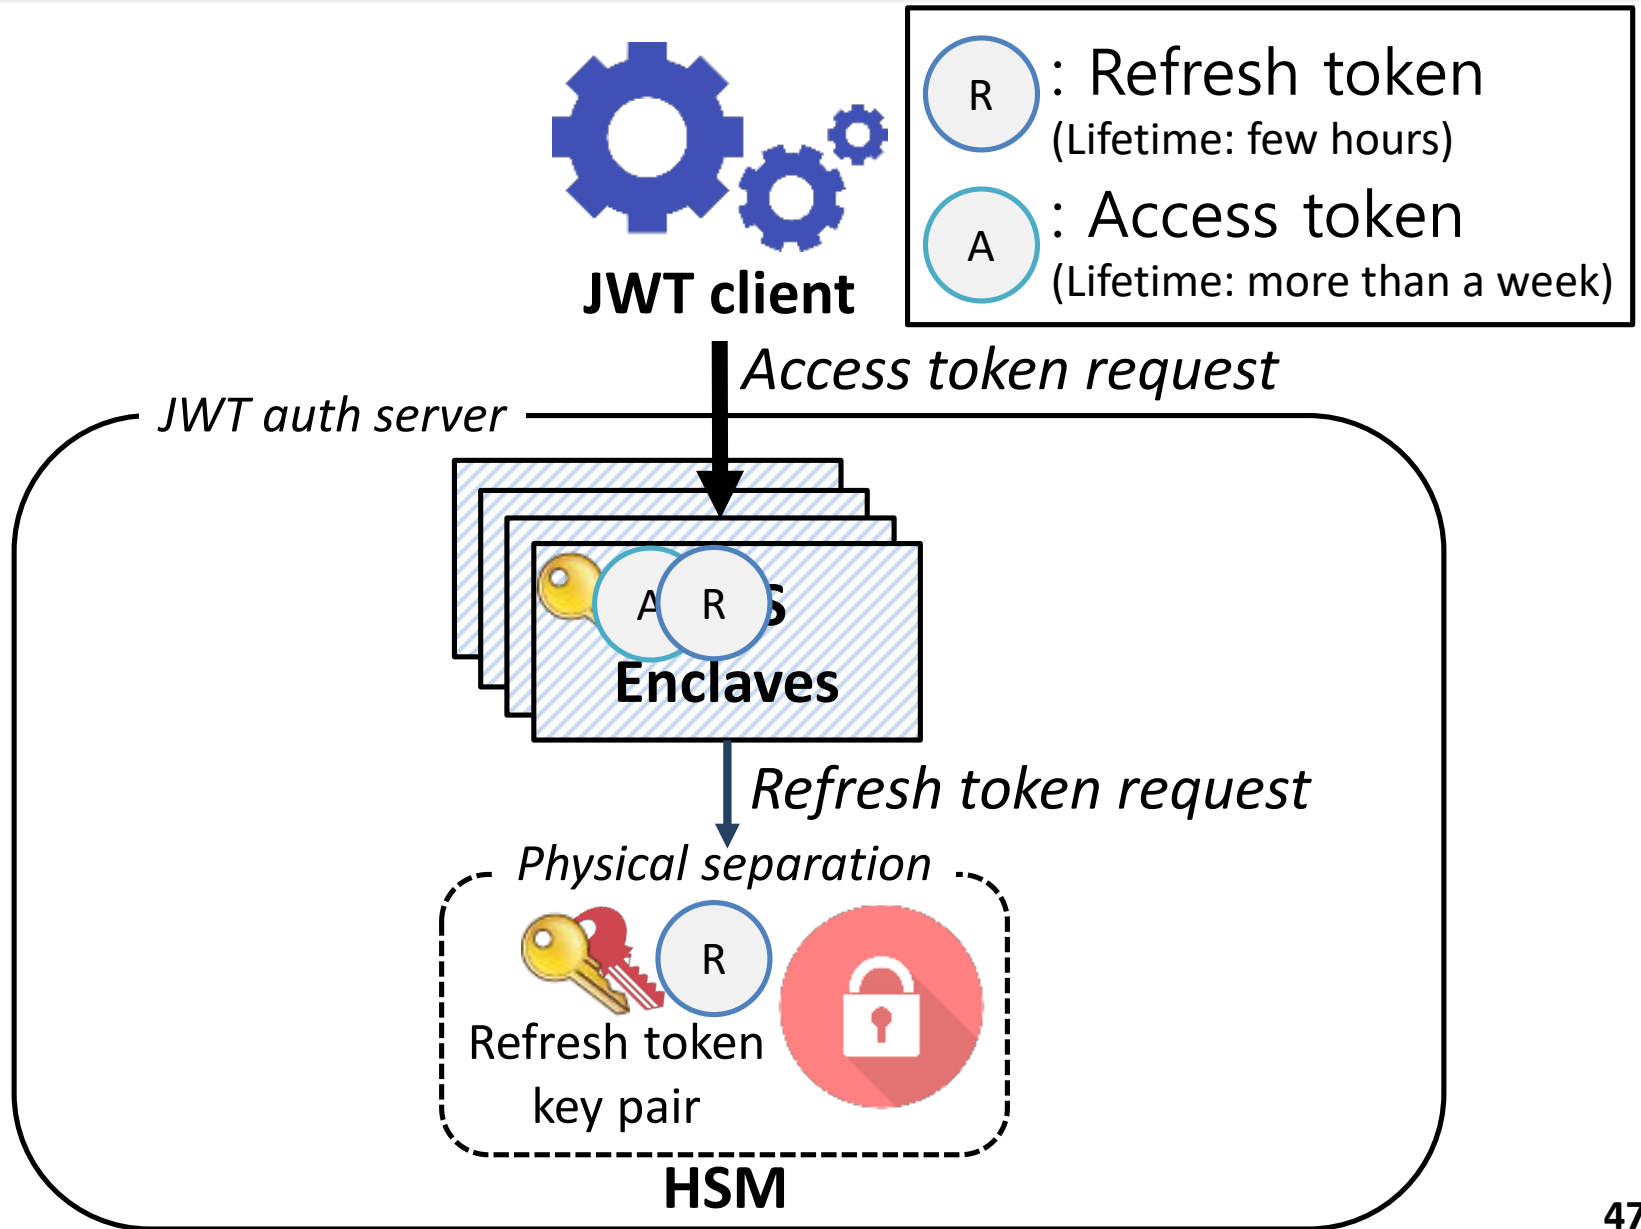 R : Refresh token
(Lifetime: few hours)
A : Access token
(Lifetime: more than a week)
JWT client
Access token request
JWT auth server
A R S
Enclaves
Refresh token request
Physical separation
R
Refresh token
key pair
HSM
47